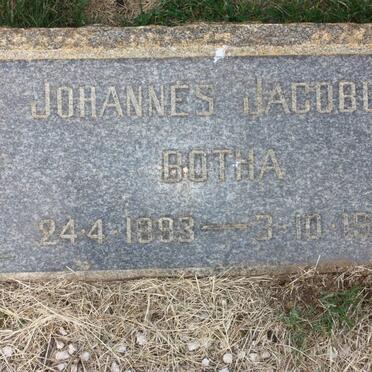 JOHANNES JACOBU
BOTHA
24-4-1893 — 3-10-19